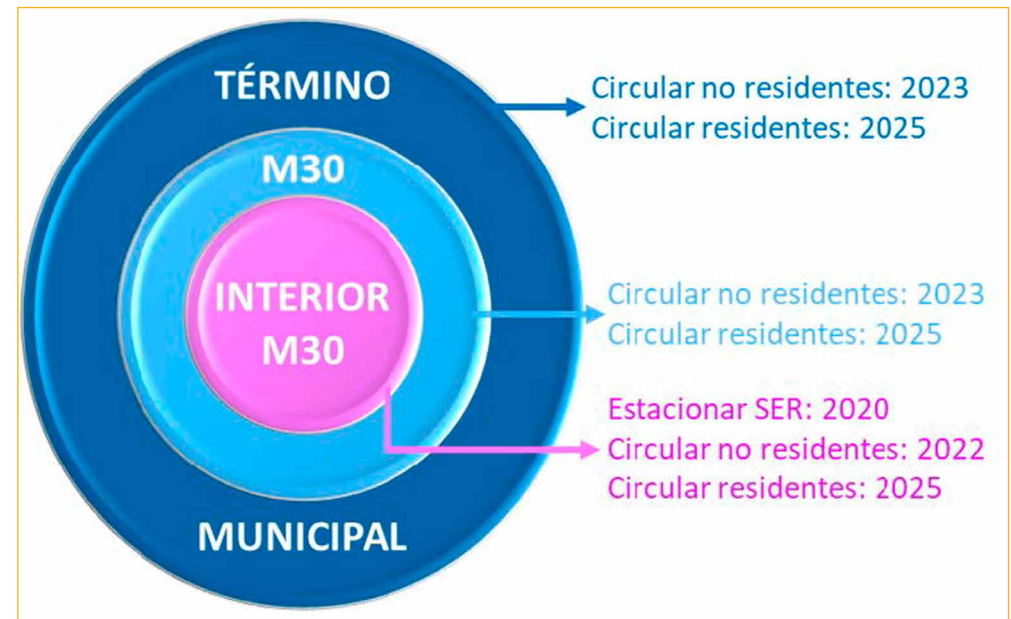 TÉRMINO
M30
INTERIOR
M30
MUNICIPAL
Circular no residentes: 2023
Circular residentes: 2025
Circular no residentes: 2023
Circular residentes: 2025
Estacionar SER: 2020
Circular no residentes: 2022
Circular residentes: 2025